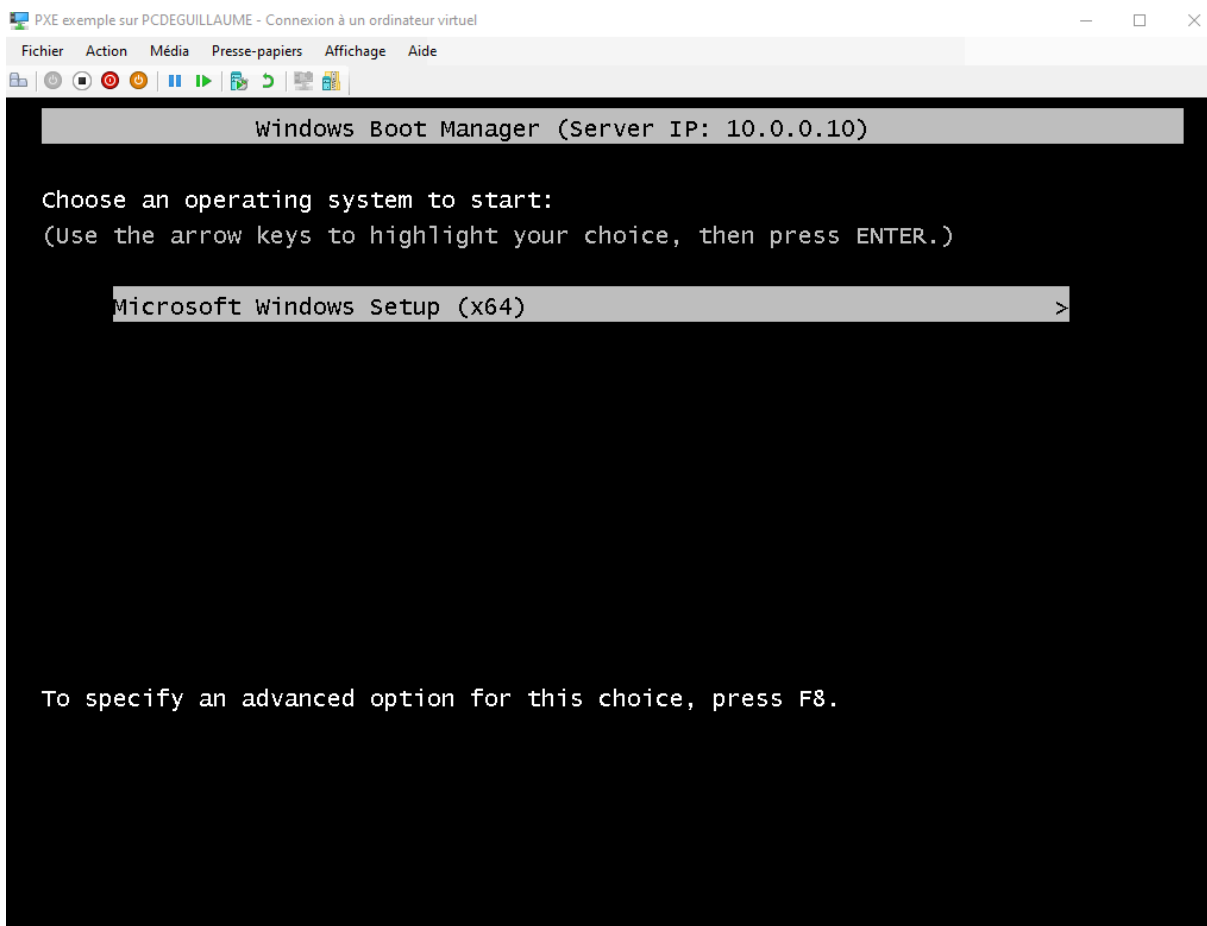 PXE exemple sur PCDEGUILLAUME - Connexion à un ordinateur virtuel
Fichier Action Média Presse-papiers Affichage Aide
Windows Boot Manager (Server IP: 10.0.0.10)
Choose an operating system to start:
(Use the arrow keys to highlight your choice, then press ENTER.)
Microsoft Windows Setup (x64) >
To specify an advanced option for this choice, press F8.